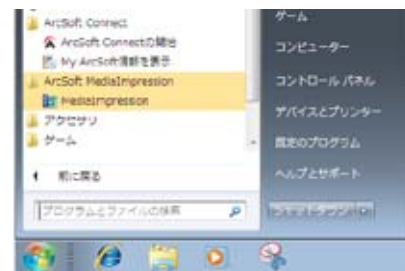 ArcSoft Connect
ArcSoft Connectの開始
My ArcSoft情報を表示
ArcSoft MediaImpression
MediaImpression
アクセサリ
ゲーム
前に戻る
プログラムとファイルの検索
ゲーム
コンピューター
コントロール パネル
デバイスとプリンター
既定のプログラム
ヘルプとサポート
シャットダウン